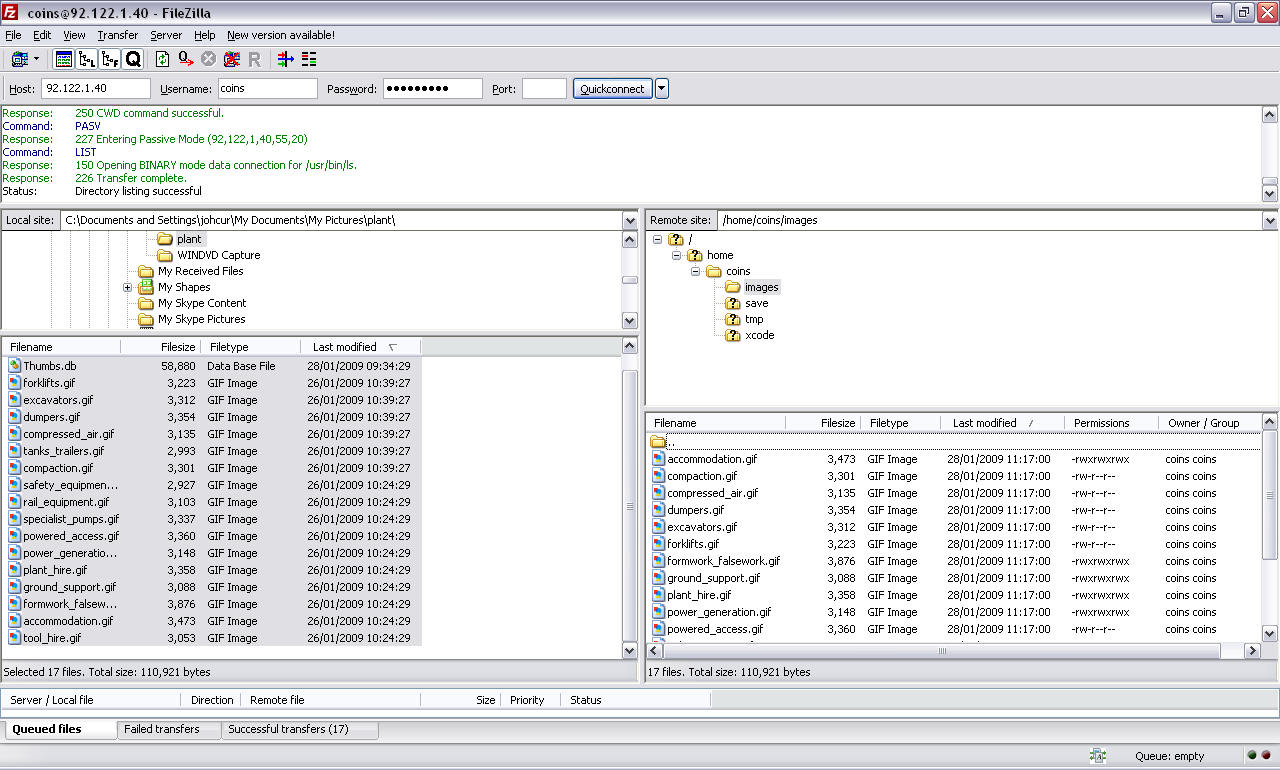 coins@92.122.1.40 - FileZilla
File Edit View Transfer Server Help New version available!
Host: 92.122.1.40 Username: coins Password: ●●●●●●●●● Port: Quickconnect
Response: 250 CWD command successful.
Command: PASV
Response: 227 Entering Passive Mode (92,122,1,40,55,20)
Command: LIST
Response: 150 Opening BINARY mode data connection for /usr/bin/ls.
Response: 226 Transfer complete.
Status: Directory listing successful
Local site: C:\Documents and Settings\johcur\My Documents\My Pictures\plant\
plant
WINDVD Capture
My Received Files
My Shapes
My Skype Content
My Skype Pictures
Filename Filesize Filetype Last modified
Thumbs.db 58,880 Data Base File 28/01/2009 09:34:29
forklifts.gif 3,223 GIF Image 26/01/2009 10:39:27
excavators.gif 3,312 GIF Image 26/01/2009 10:39:27
dumpers.gif 3,354 GIF Image 26/01/2009 10:39:27
compressed_air.gif 3,135 GIF Image 26/01/2009 10:39:27
tanks_trailers.gif 2,993 GIF Image 26/01/2009 10:39:27
compaction.gif 3,301 GIF Image 26/01/2009 10:39:27
safety_equipmen... 2,927 GIF Image 26/01/2009 10:24:29
rail_equipment.gif 3,103 GIF Image 26/01/2009 10:24:29
specialist_pumps.gif 3,337 GIF Image 26/01/2009 10:24:29
powered_access.gif 3,360 GIF Image 26/01/2009 10:24:29
power_generatio... 3,148 GIF Image 26/01/2009 10:24:29
plant_hire.gif 3,358 GIF Image 26/01/2009 10:24:29
ground_support.gif 3,088 GIF Image 26/01/2009 10:24:29
formwork_falsew... 3,876 GIF Image 26/01/2009 10:24:29
accommodation.gif 3,473 GIF Image 26/01/2009 10:24:29
tool_hire.gif 3,053 GIF Image 26/01/2009 10:24:29
Selected 17 files. Total size: 110,921 bytes
Remote site: /home/coins/images
/
home
coins
images
save
tmp
xcode
Filename Filesize Filetype Last modified Permissions Owner / Group
..
accommodation.gif 3,473 GIF Image 28/01/2009 11:17:00 -rwxrwxrwx coins coins
compaction.gif 3,301 GIF Image 28/01/2009 11:17:00 -rw-r--r-- coins coins
compressed_air.gif 3,135 GIF Image 28/01/2009 11:17:00 -rw-r--r-- coins coins
dumpers.gif 3,354 GIF Image 28/01/2009 11:17:00 -rw-r--r-- coins coins
excavators.gif 3,312 GIF Image 28/01/2009 11:17:00 -rw-r--r-- coins coins
forklifts.gif 3,223 GIF Image 28/01/2009 11:17:00 -rw-r--r-- coins coins
formwork_falsework.gif 3,876 GIF Image 28/01/2009 11:17:00 -rwxrwxrwx coins coins
ground_support.gif 3,088 GIF Image 28/01/2009 11:17:00 -rwxrwxrwx coins coins
plant_hire.gif 3,358 GIF Image 28/01/2009 11:17:00 -rwxrwxrwx coins coins
power_generation.gif 3,148 GIF Image 28/01/2009 11:17:00 -rwxrwxrwx coins coins
powered_access.gif 3,360 GIF Image 28/01/2009 11:17:00 -rw-r--r-- coins coins
17 files. Total size: 110,921 bytes
Server / Local file Direction Remote file Size Priority Status
Queued files Failed transfers Successful transfers (17)
Queue: empty